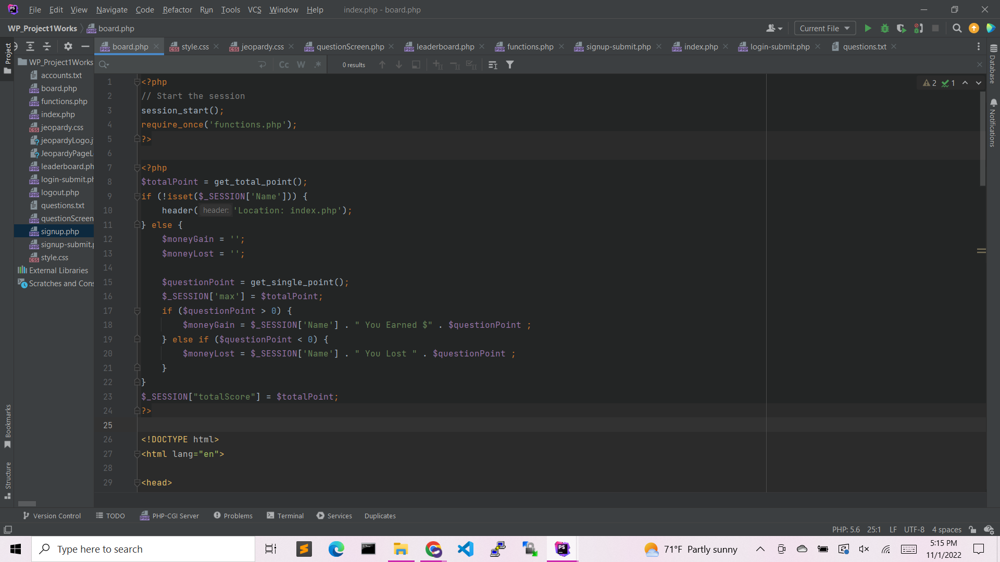 File Edit View Navigate Code Refactor Run Tools VCS Window Help index.php - board.php
WP_Project1Works board.php
Current File
Project
board.php style.css jeopardy.css questionScreen.php leaderboard.php functions.php signup-submit.php index.php login-submit.php questions.txt
Cc W .* 0 results
WP_Project1Works
accounts.txt
board.php
functions.php
index.php
jeopardy.css
jeopardyLogo.j
JeopardyPageL
leaderboard.ph
login-submit.ph
logout.php
questions.txt
questionScreen
signup.php
signup-submit.p
style.css
External Libraries
Scratches and Cons
2 1
1 <?php
2 // Start the session
3 session_start();
4 require_once('functions.php');
5 ?>
6
7 <?php
8 $totalPoint = get_total_point();
9 if (!isset($_SESSION['Name'])) {
10 header( header: 'Location: index.php');
11 } else {
12 $moneyGain = '';
13 $moneyLost = '';
14
15 $questionPoint = get_single_point();
16 $_SESSION['max'] = $totalPoint;
17 if ($questionPoint > 0) {
18 $moneyGain = $_SESSION['Name'] . " You Earned $" . $questionPoint ;
19 } else if ($questionPoint < 0) {
20 $moneyLost = $_SESSION['Name'] . " You Lost " . $questionPoint ;
21 }
22 }
23 $_SESSION["totalScore"] = $totalPoint;
24 ?>
25
26 <!DOCTYPE html>
27 <html lang="en">
28
29 <head>
Database
Notifications
Bookmarks
Structure
Version Control TODO PHP-CGI Server Problems Terminal Services Duplicates
PHP: 5.6 25:1 LF UTF-8 4 spaces
Type here to search
71°F Partly sunny
5:15 PM
11/1/2022